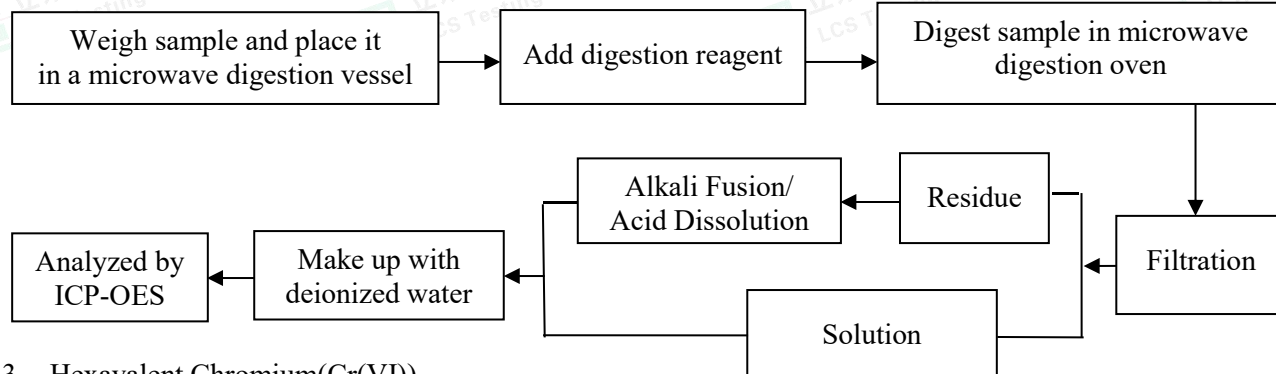 Weigh sample and place it
in a microwave digestion vessel
Add digestion reagent
Digest sample in microwave
digestion oven
Filtration
Residue
Alkali Fusion/
Acid Dissolution
Solution
Make up with
deionized water
Analyzed by
ICP-OES
3. Hexavalent Chromium(Cr(VI))